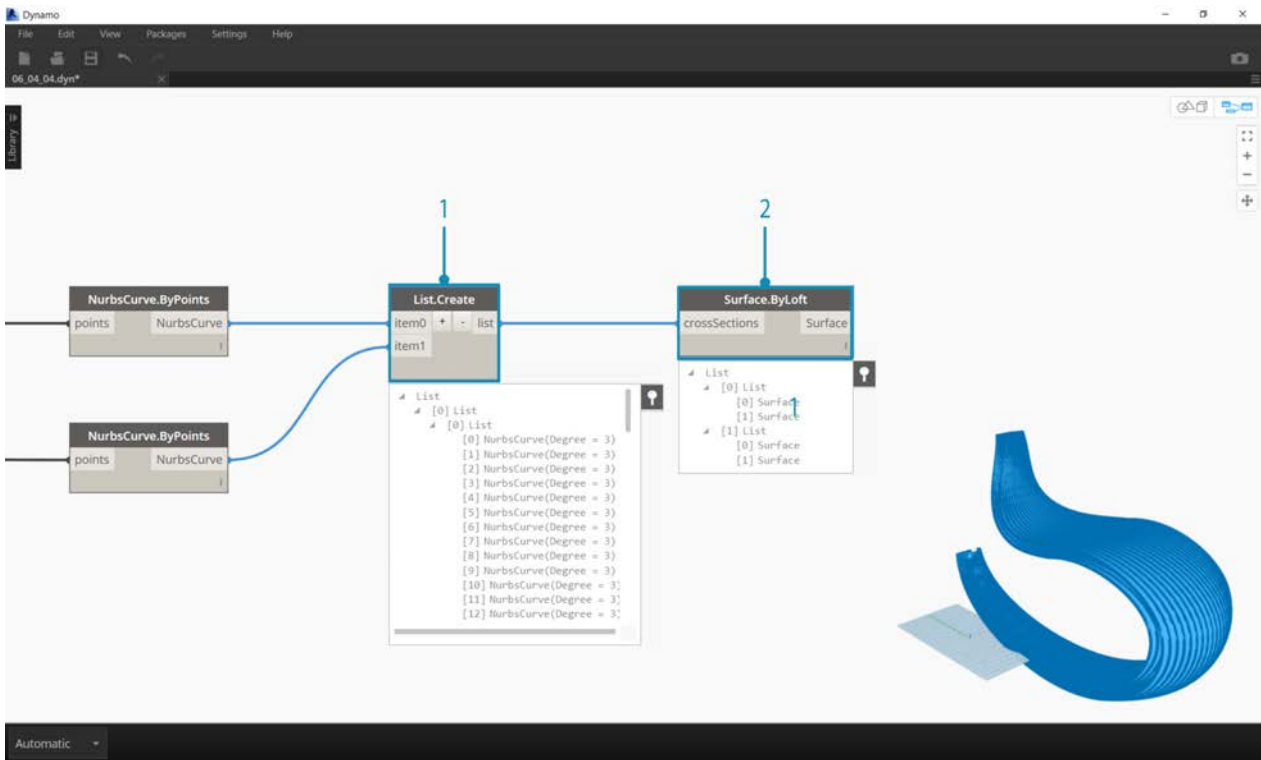 Dynamo
File Edit View Packages Settings Help
06_04_04.dyn*
Library
1 2
NurbsCurve.ByPoints
points NurbsCurve
List.Create
item0 + - list
item1
Surface.ByLoft
crossSections Surface
NurbsCurve.ByPoints
points NurbsCurve
List
[0] List
[0] List
[0] NurbsCurve(Degree = 3)
[1] NurbsCurve(Degree = 3)
[2] NurbsCurve(Degree = 3)
[3] NurbsCurve(Degree = 3)
[4] NurbsCurve(Degree = 3)
[5] NurbsCurve(Degree = 3)
[6] NurbsCurve(Degree = 3)
[7] NurbsCurve(Degree = 3)
[8] NurbsCurve(Degree = 3)
[9] NurbsCurve(Degree = 3)
[10] NurbsCurve(Degree = 3)
[11] NurbsCurve(Degree = 3)
[12] NurbsCurve(Degree = 3)
List
[0] List
[0] Surface
[1] Surface
1
[1] List
[0] Surface
[1] Surface
Automatic